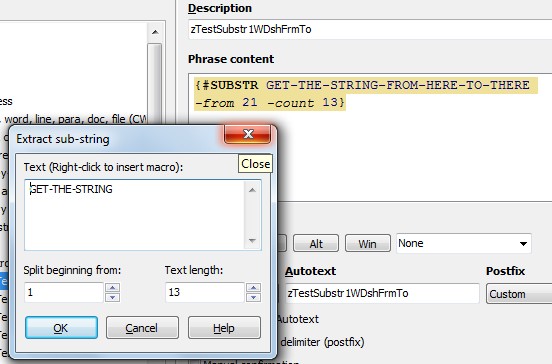 Description
zTestSubstr1WDshFrmTo
Phrase content
{#SUBSTR GET-THE-STRING-FROM-HERE-TO-THERE
-from 21 -count 13}
ess
, word, line, para, doc, file (CW
Extract sub-string
Close
Text (Right-click to insert macro):
GET-THE-STRING
Split beginning from:
Text length:
1
13
OK
Cancel
Help
Alt
Win
None
Autotext
Postfix
zTestSubstr1WDshFrmTo
Custom
Autotext
delimiter (postfix)